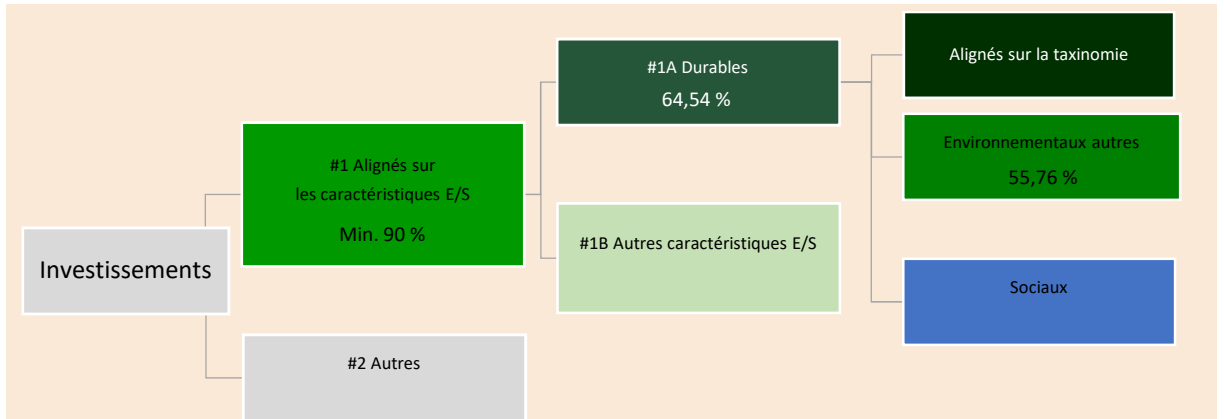 Investissements
#1 Alignés sur
les caractéristiques E/S
Min. 90 %
#2 Autres
#1A Durables
64,54 %
#1B Autres caractéristiques E/S
Alignés sur la taxinomie
Environnementaux autres
55,76 %
Sociaux